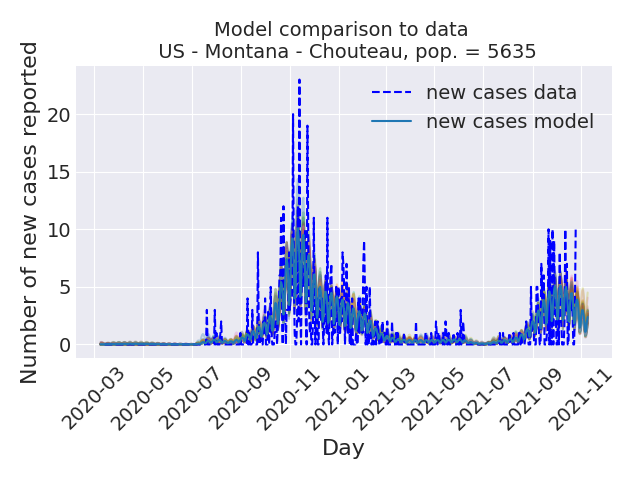 Model comparison to data
US - Montana - Chouteau, pop. = 5635
Number of new cases reported
20
15
10
5
0
new cases data
new cases model
2020-03
2020-05
2020-07
2020-09
2020-11
2021-01
2021-03
2021-05
2021-07
2021-09
2021-11
Day